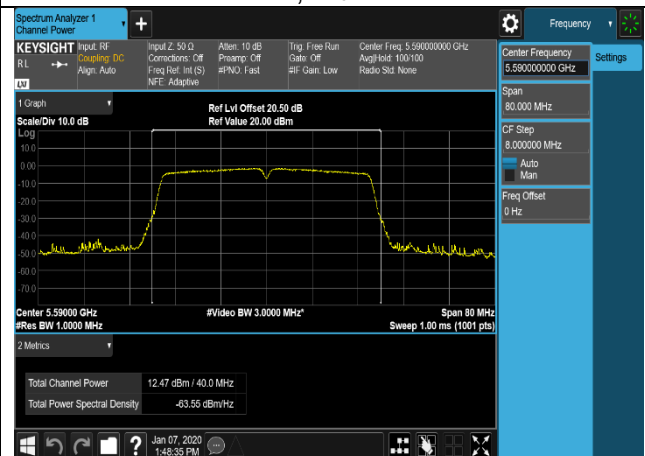 Spectrum Analyzer 1
Channel Power
Frequency
KEYSIGHT
RL
LXI
Input: RF
Coupling: DC
Align: Auto
Input Z: 50 Ω
Corrections: Off
Freq Ref: Int (S)
NFE: Adaptive
Atten: 10 dB
Preamp: Off
#PNO: Fast
Trig: Free Run
Gate: Off
#IF Gain: Low
Center Freq: 5.590000000 GHz
Avg|Hold: 100/100
Radio Std: None
Center Frequency
5.590000000 GHz
Settings
Span
80.000 MHz
CF Step
8.000000 MHz
Auto
Man
Freq Offset
0 Hz
1 Graph
Scale/Div 10.0 dB
Ref Lvl Offset 20.50 dB
Ref Value 20.00 dBm
Log
10.0
0.00
-10.0
-20.0
-30.0
-40.0
-50.0
-60.0
-70.0
Center 5.59000 GHz
#Res BW 1.0000 MHz
#Video BW 3.0000 MHz*
Span 80 MHz
Sweep 1.00 ms (1001 pts)
2 Metrics
Total Channel Power 12.47 dBm / 40.0 MHz
Total Power Spectral Density -63.55 dBm/Hz
?
Jan 07, 2020
1:48:35 PM